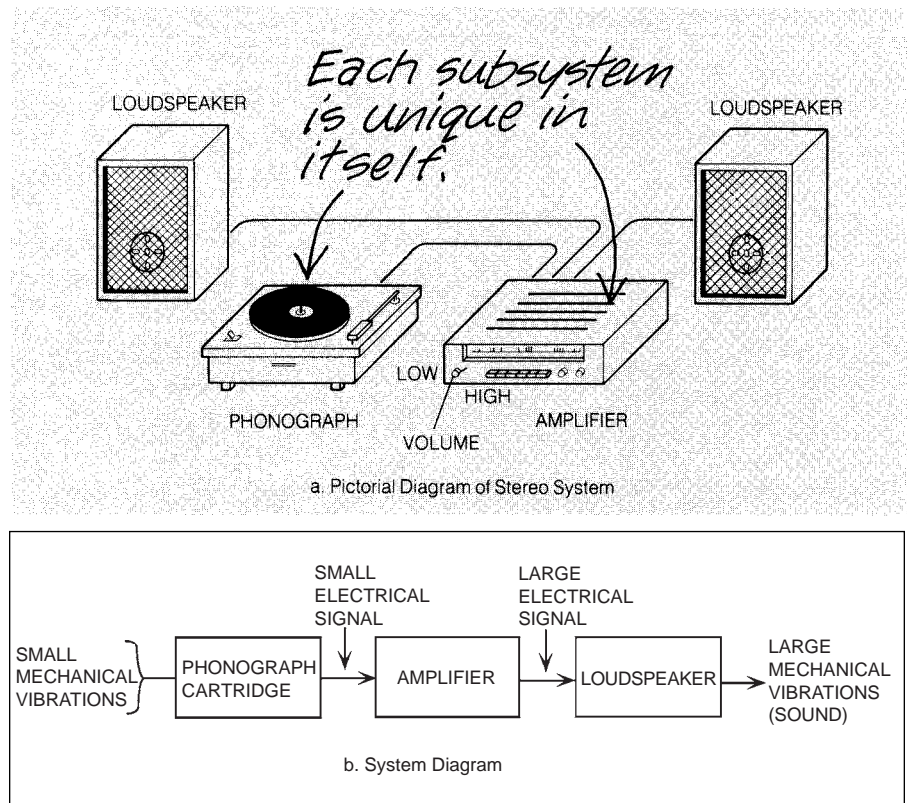 Each subsystem
is unique in
itself.
LOUDSPEAKER
LOUDSPEAKER
LOW
HIGH
PHONOGRAPH
VOLUME
AMPLIFIER
a. Pictorial Diagram of Stereo System
SMALL
ELECTRICAL
SIGNAL
LARGE
ELECTRICAL
SIGNAL
SMALL
MECHANICAL
VIBRATIONS
PHONOGRAPH
CARTRIDGE
AMPLIFIER
LOUDSPEAKER
LARGE
MECHANICAL
VIBRATIONS
(SOUND)
b. System Diagram